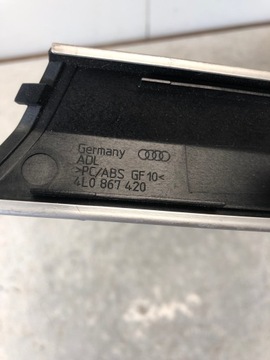 Germany
ADL
>PC/ABS GF10<
4L0 867 420